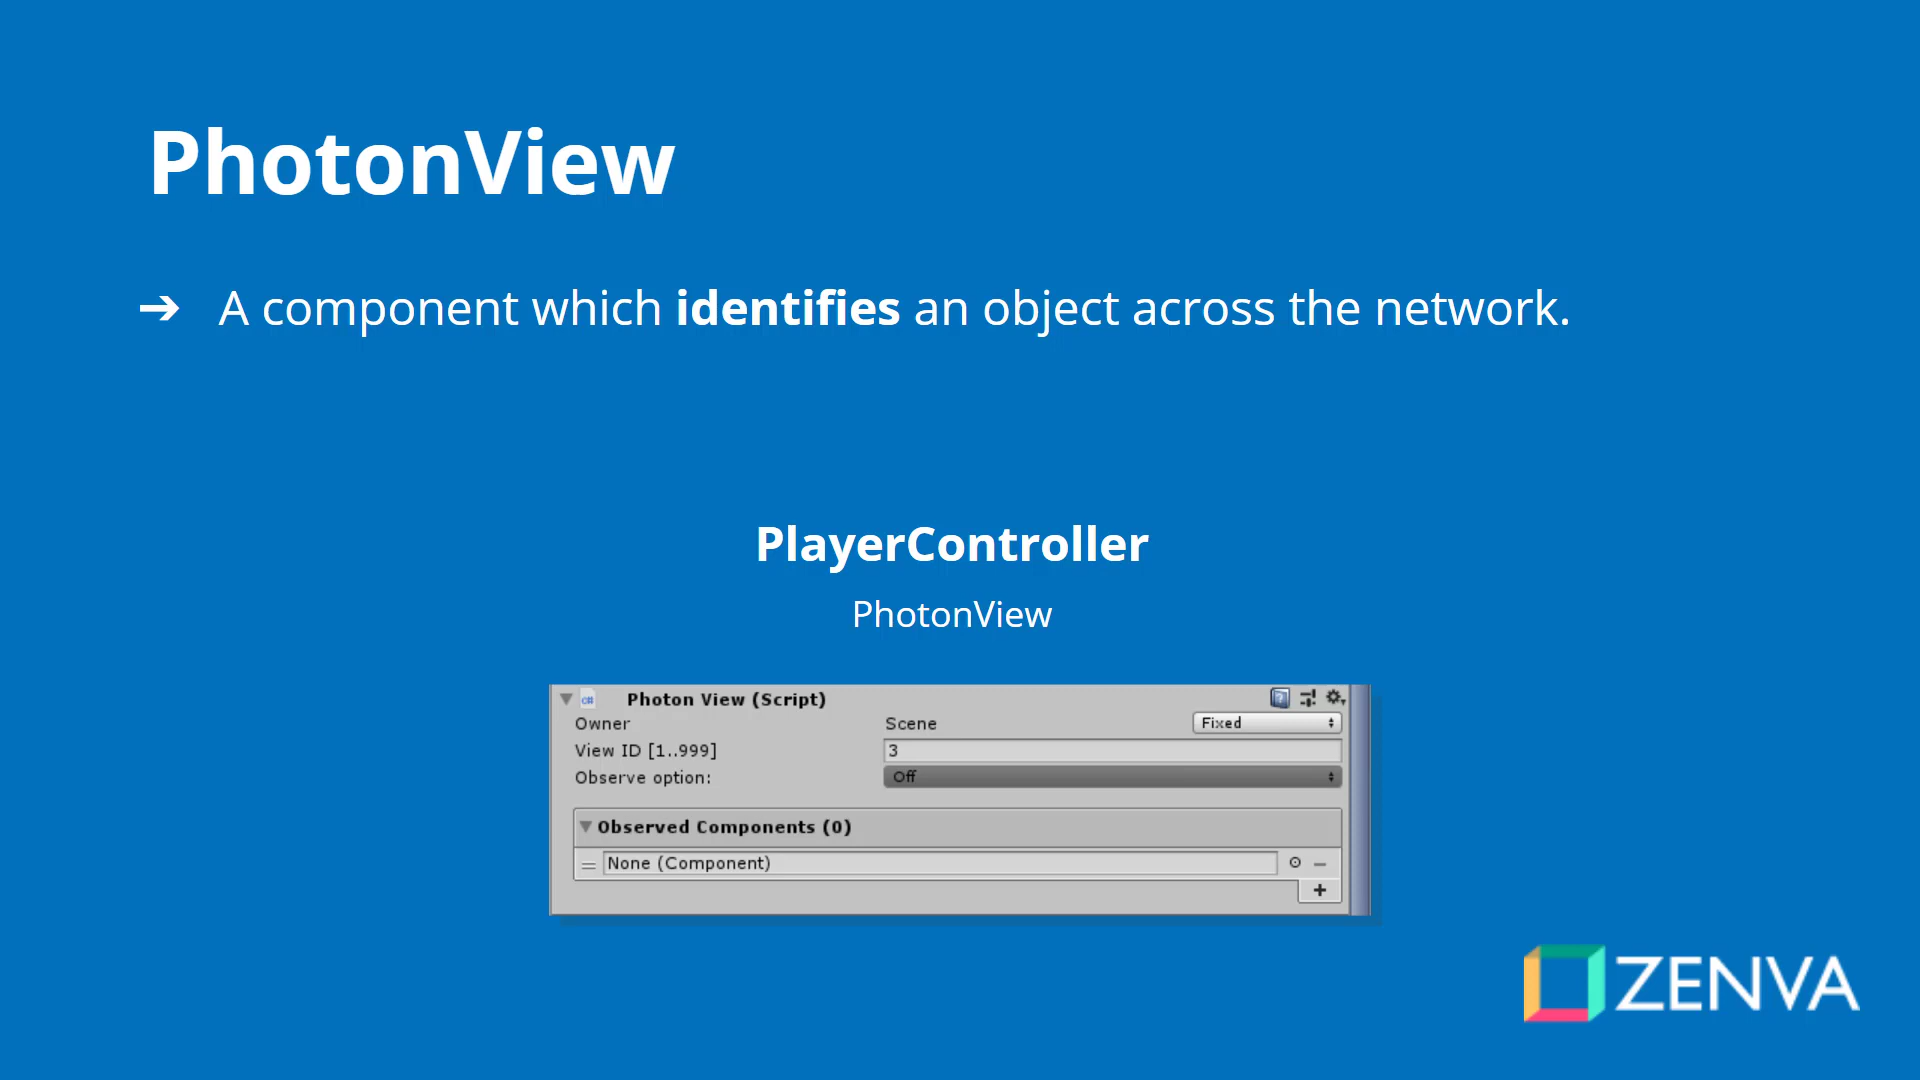 PhotonView
➔ A component which identifies an object across the network.
PlayerController
PhotonView
c# Photon View (Script)
Owner Scene Fixed
View ID [1..999] 3
Observe option: Off
Observed Components (0)
None (Component)
ZENVA